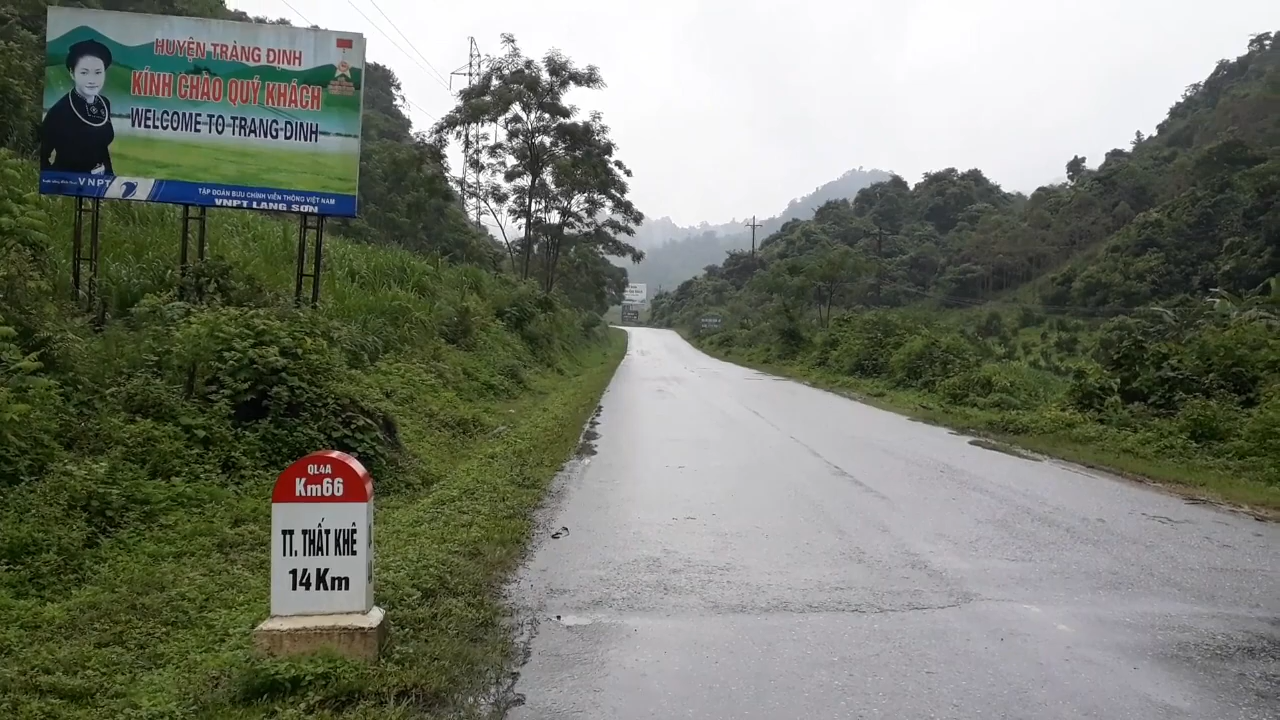 HUYỆN TRÀNG ĐỊNH
KÍNH CHÀO QUÝ KHÁCH
WELCOME TO TRANG DINH
VNPT
TẬP ĐOÀN BƯU CHÍNH VIỄN THÔNG VIỆT NAM
VNPT LẠNG SƠN
QL4A
Km66
TT. THẤT KHÊ
14Km